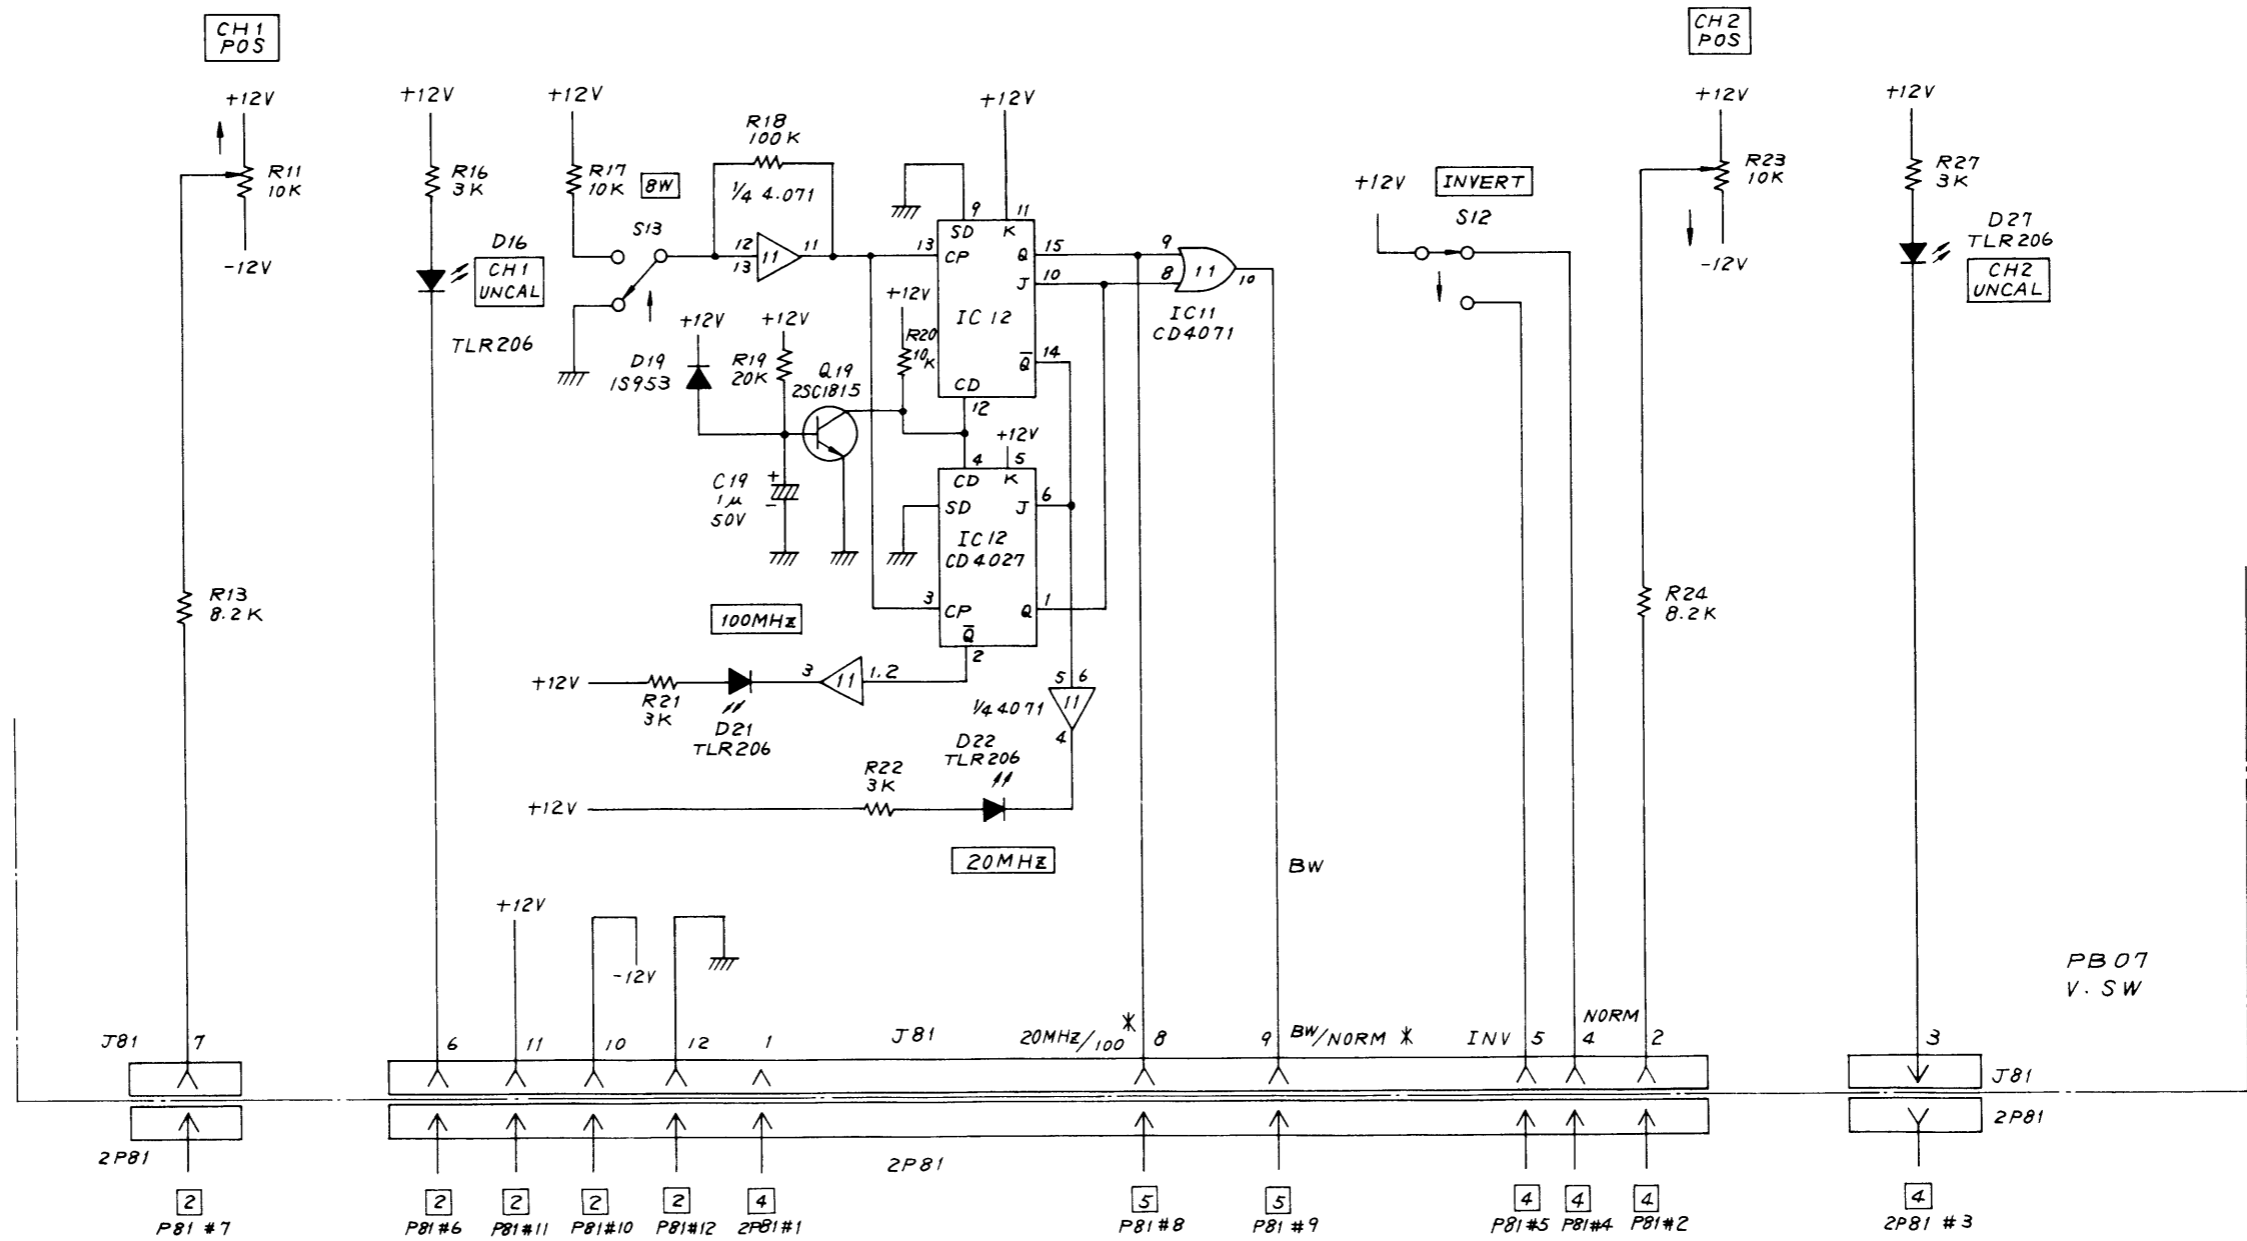 CH1
POS
CH2
POS
+12V
+12V
+12V
+12V
+12V
+12V
R11
10K
-12V
R16
3K
D16
CH1
UNCAL
TLR206
R17
10K
BW
S13
R18
100K
1/4 4.071
12
13
11
11
9
11
SD
K
13
CP
Q
15
J
10
IC12
Q̅
14
CD
12
9
8
11
10
IC11
CD4071
+12V
INVERT
S12
R23
10K
-12V
R27
3K
D27
TLR206
CH2
UNCAL
+12V
+12V
+12V
D19
1S953
R19
20K
Q19
2SC1815
R20
10K
+12V
4
5
CD
K
C19
+
1μ
-
50V
SD
J
6
IC12
CD4027
3
CP
Q
1
Q̅
2
R13
8.2K
R24
8.2K
100MHz
+12V
R21
3K
D21
TLR206
3
11
1.2
5
6
1/4 4071
11
4
D22
TLR206
R22
3K
+12V
20MHz
BW
+12V
-12V
PB07
V.SW
J81
7
6
11
10
12
1
J81
20MHz/100
*
8
9
BW/NORM *
INV
5
4
NORM
2
3
J81
2P81
2P81
2P81
2
P81 #7
2
P81#6
2
P81#11
2
P81#10
2
P81#12
4
2P81#1
5
P81 #8
5
P81 #9
4
P81#5
4
P81#4
4
P81#2
4
2P81 #3